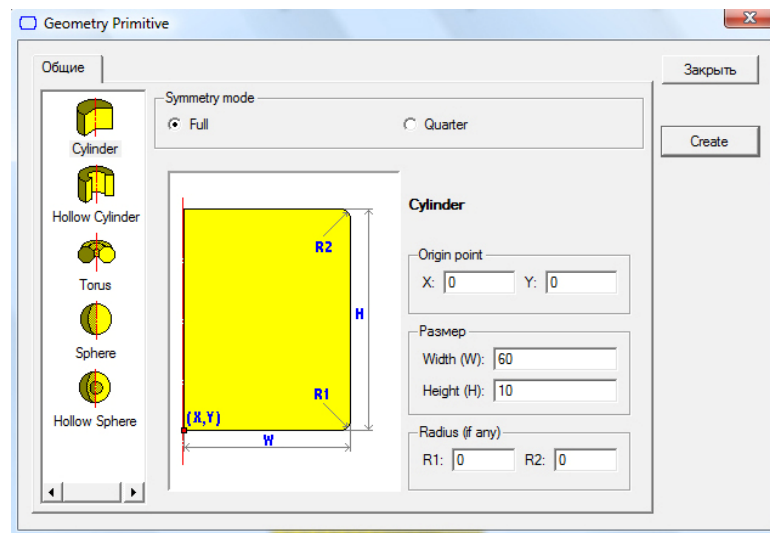 Geometry Primitive
Общие
Закрыть
Create
Cylinder
Hollow Cylinder
Torus
Sphere
Hollow Sphere
Symmetry mode
Full Quarter
R2
H
R1
(X,Y)
W
Cylinder
Origin point
X: 0 Y: 0
Размер
Width (W): 60
Height (H): 10
Radius (if any)
R1: 0 R2: 0